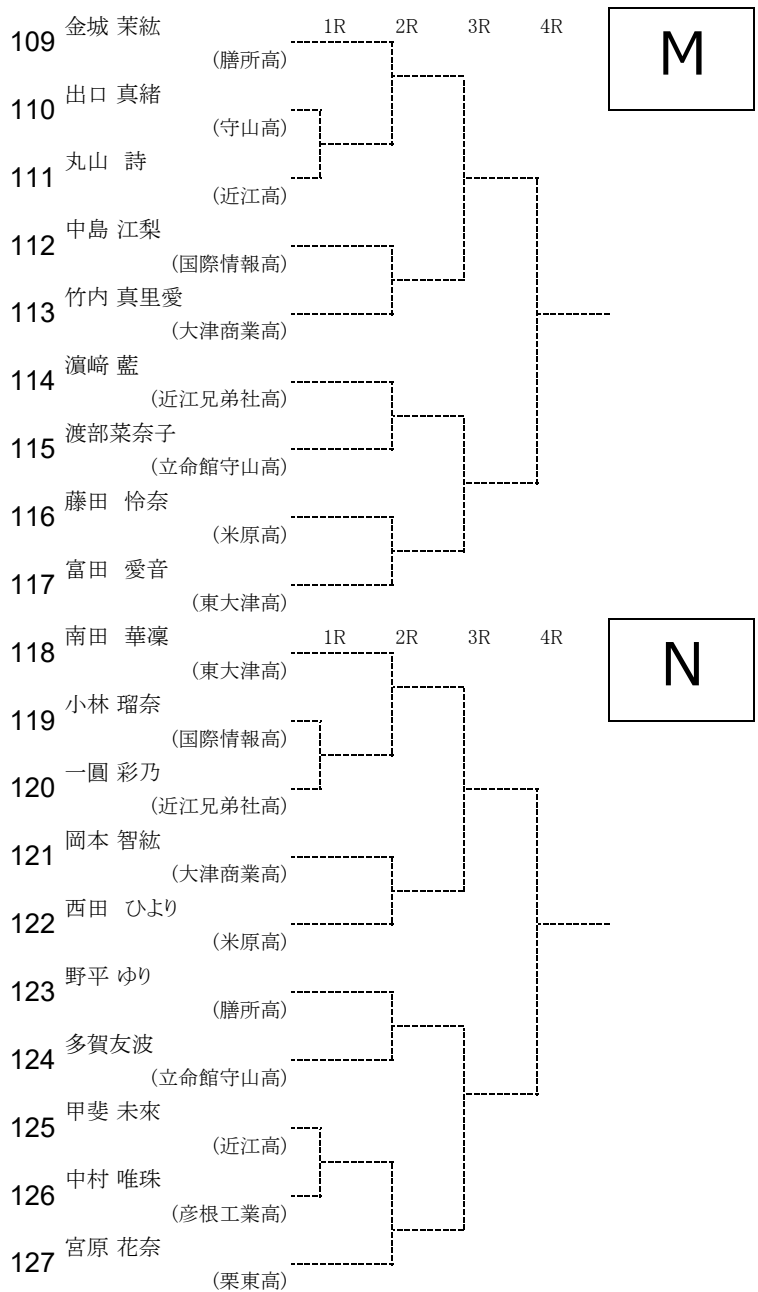 109 金城 茉紘 1R 2R 3R 4R M
(膳所高)
110 出口 真緒
(守山高)
111 丸山　詩
(近江高)
112 中島 江梨
(国際情報高)
113 竹内 真里愛
(大津商業高)
114 濵﨑 藍
(近江兄弟社高)
115 渡部菜奈子
(立命館守山高)
116 藤田　怜奈
(米原高)
117 富田　愛音
(東大津高)
118 南田　華凜 1R 2R 3R 4R N
(東大津高)
119 小林 瑠奈
(国際情報高)
120 一圓 彩乃
(近江兄弟社高)
121 岡本 智紘
(大津商業高)
122 西田　ひより
(米原高)
123 野平 ゆり
(膳所高)
124 多賀友波
(立命館守山高)
125 甲斐 未來
(近江高)
126 中村 唯珠
(彦根工業高)
127 宮原 花奈
(栗東高)